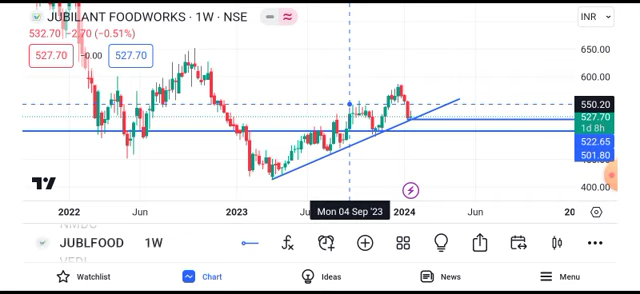 JUBILANT FOODWORKS · 1W · NSE
INR
532.70 −2.70 (−0.51%)
527.70 −0.00 527.70
650.00
600.00
550.20
527.70
1d 8h
522.65
501.80
400.00
2022 Jun 2023 Mon 04 Sep '23 2024 Jun 20
JUBLFOOD 1W
Watchlist Chart Ideas News Menu